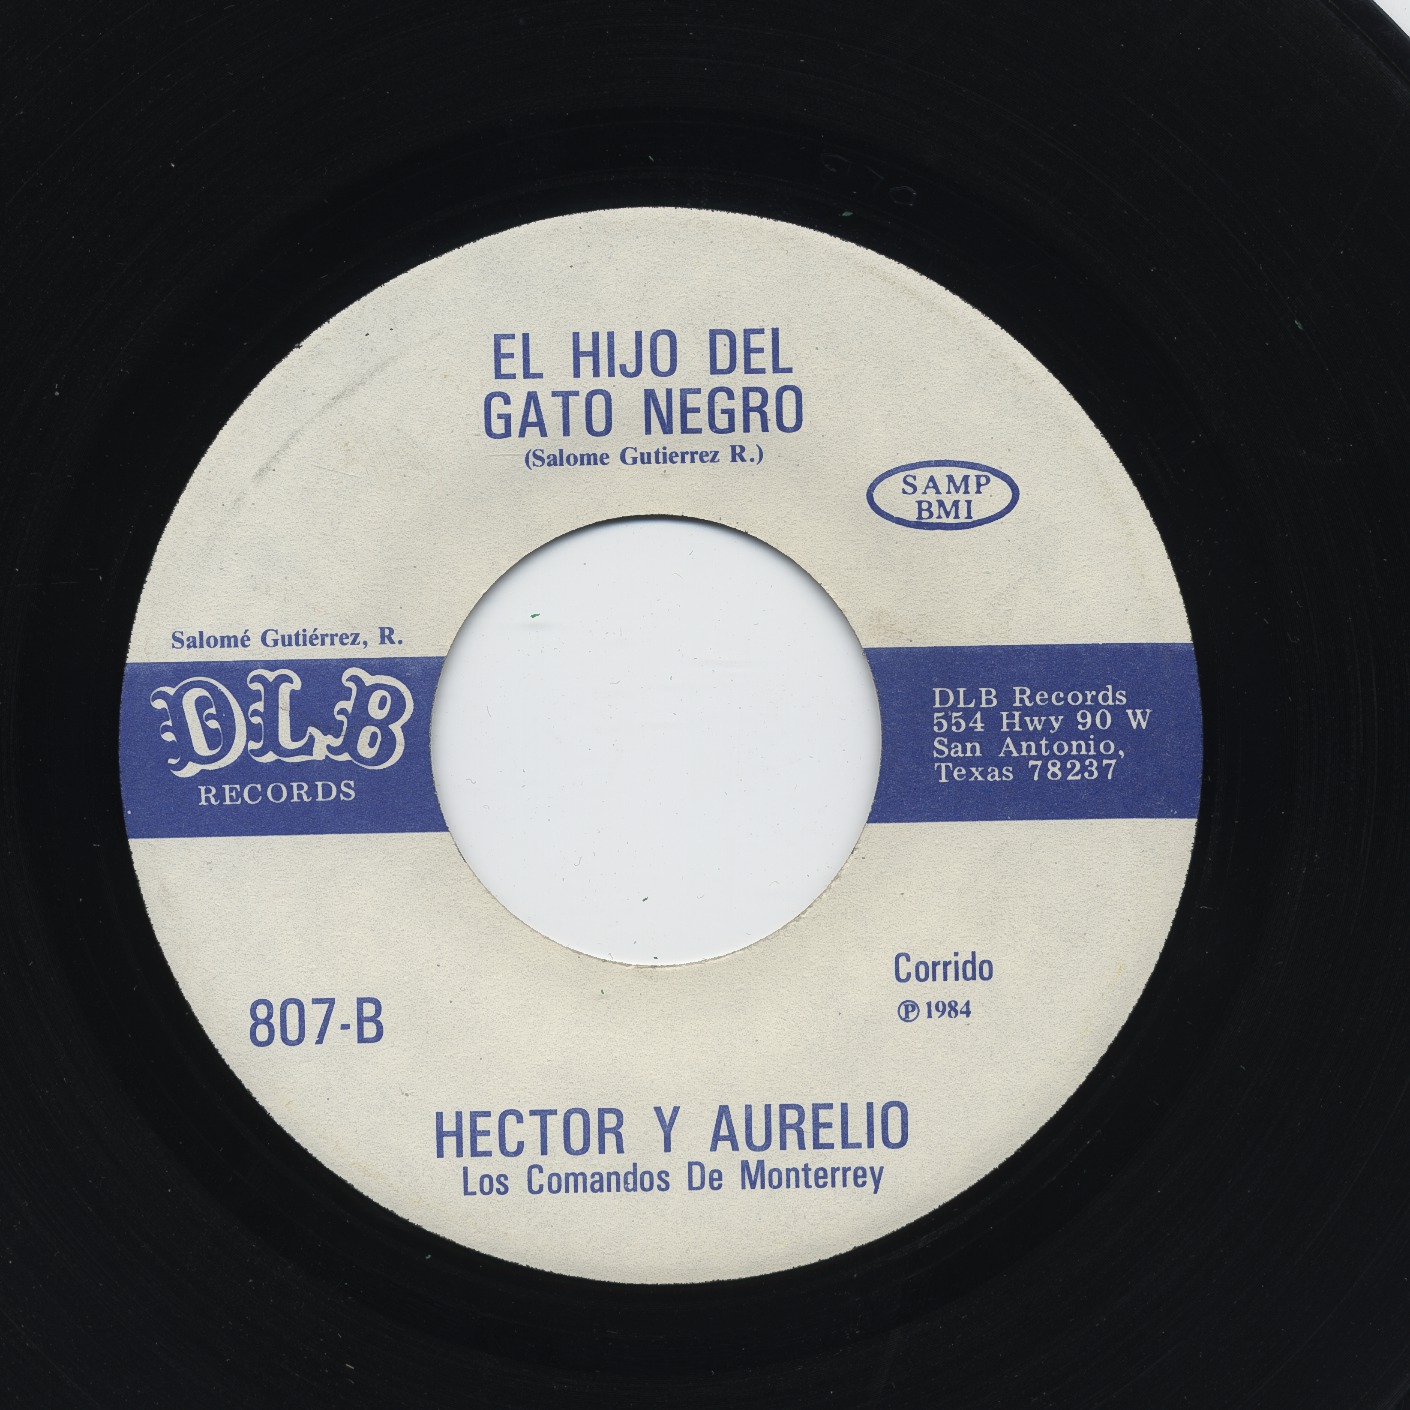 EL HIJO DEL
GATO NEGRO
(Salome Gutierrez R.)
SAMP
BMI
Salomé Gutiérrez, R.
DLB
RECORDS
DLB Records
554 Hwy 90 W
San Antonio,
Texas 78237
Corrido
℗ 1984
807-B
HECTOR Y AURELIO
Los Comandos De Monterrey